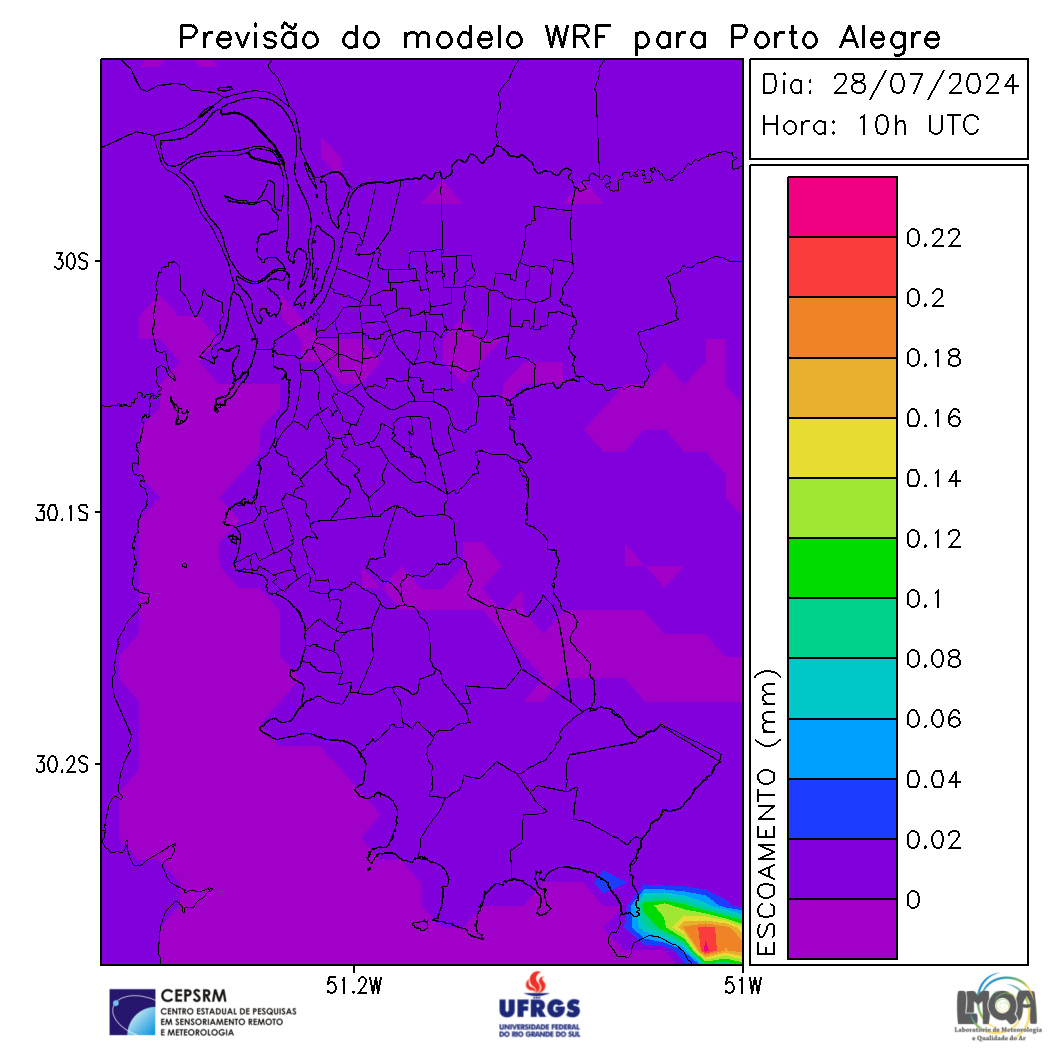 Previsão do modelo WRF para Porto Alegre
Dia: 28/07/2024
Hora: 10h UTC
30S
30.1S
30.2S
51.2W
51W
ESCOAMENTO (mm)
0.22
0.2
0.18
0.16
0.14
0.12
0.1
0.08
0.06
0.04
0.02
0
CEPSRM
CENTRO ESTADUAL DE PESQUISAS
EM SENSORIAMENTO REMOTO
E METEOROLOGIA
UFRGS
UNIVERSIDADE FEDERAL
DO RIO GRANDE DO SUL
LMQA
Laboratório de Meteorologia
e Qualidade do Ar